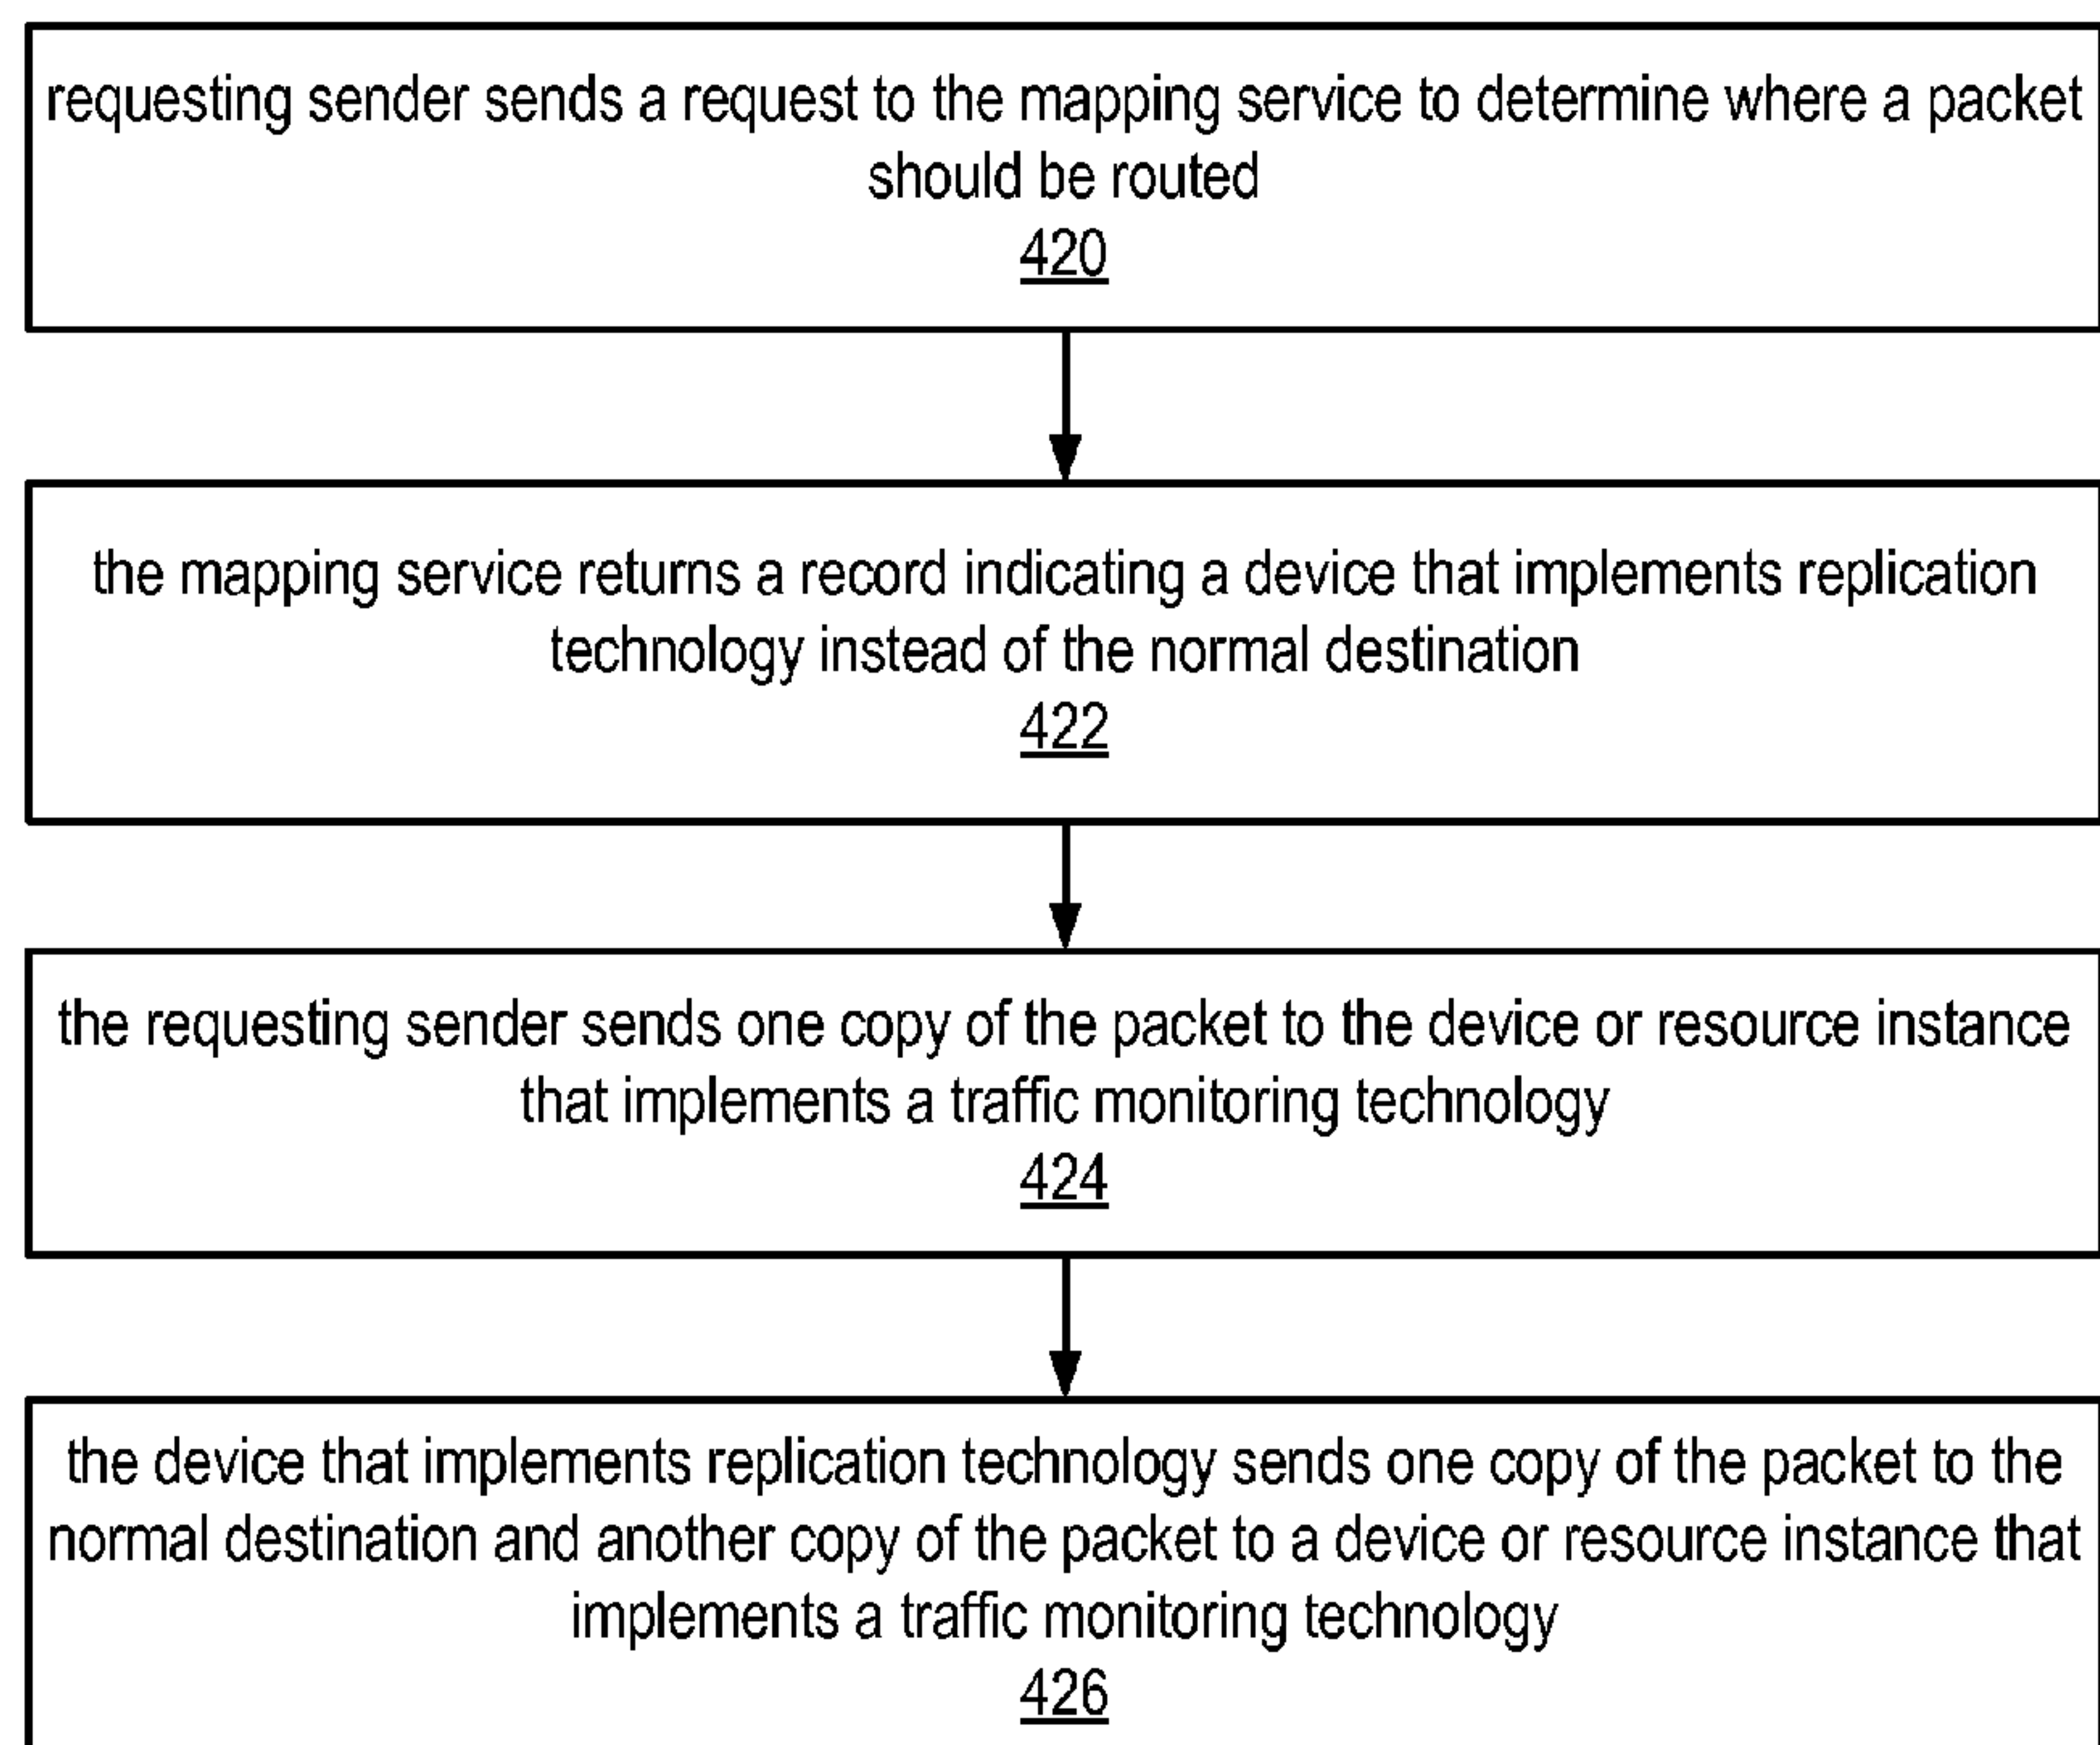 requesting sender sends a request to the mapping service to determine where a packet
should be routed
420
the mapping service returns a record indicating a device that implements replication
technology instead of the normal destination
422
the requesting sender sends one copy of the packet to the device or resource instance
that implements a traffic monitoring technology
424
the device that implements replication technology sends one copy of the packet to the
normal destination and another copy of the packet to a device or resource instance that
implements a traffic monitoring technology
426